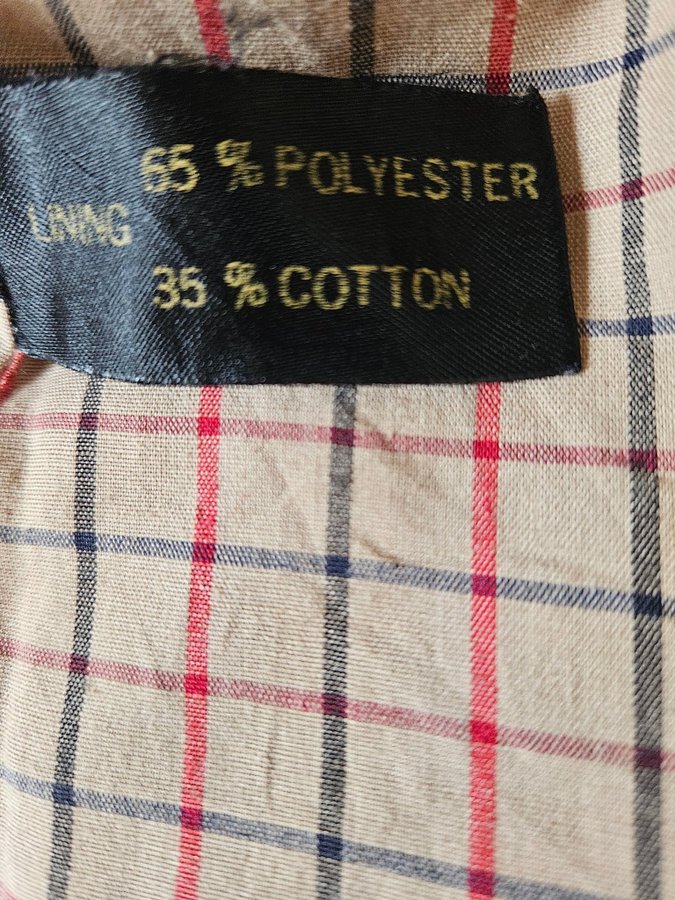 65 % POLYESTER
LINING
35 % COTTON